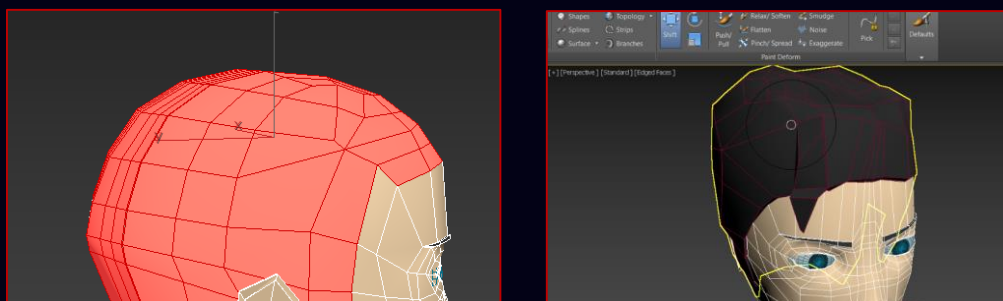 Y
X
Shapes
Topology
Relax/ Soften
Smudge
Splines
Strips
Shift
Push/
Pull
Flatten
Noise
Pick
Defaults
Surface
Branches
Pinch/ Spread
Exaggerate
Paint Deform
[+] [Perspective ] [Standard ] [Edged Faces ]